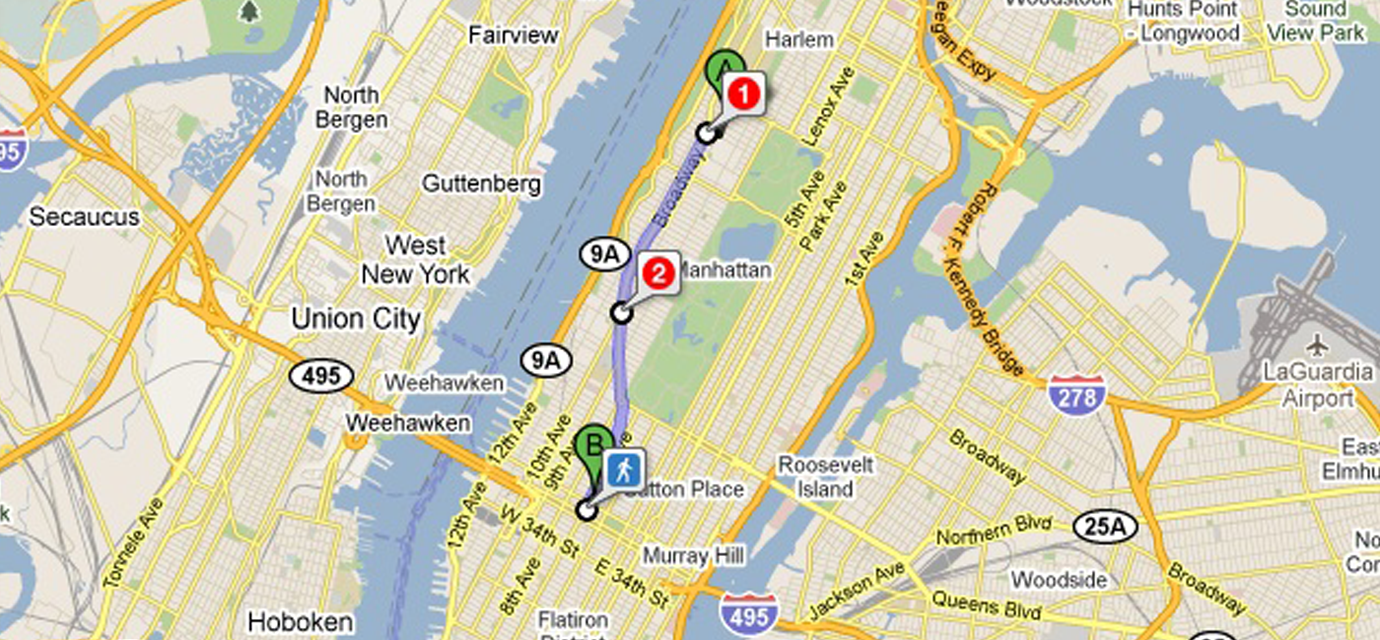 Woodstock
Hunts Point
- Longwood
Sound
View Park
Fairview
Harlem
eegan Expy
A
1
North
Bergen
95
Lenox Ave
North
Bergen
Guttenberg
Secaucus
Broadway
5th Ave
Park Ave
Robert F. Kennedy Bridge
West
New York
9A
2
Manhattan
1st Ave
Union City
9A
495
Weehawken
LaGuardia
Airport
278
Weehawken
12th Ave
10th Ave
9th Ave
B
Broadway
East
Elmhu
Roosevelt
Island
Sutton Place
k
12th Ave
W 34th St
Northern Blvd
25A
Tonnele Ave
Murray Hill
No
Cor
8th Ave
E 34th St
Jackson Ave
Woodside
Broadway
Queens Blvd
495
Hoboken
Flatiron
District